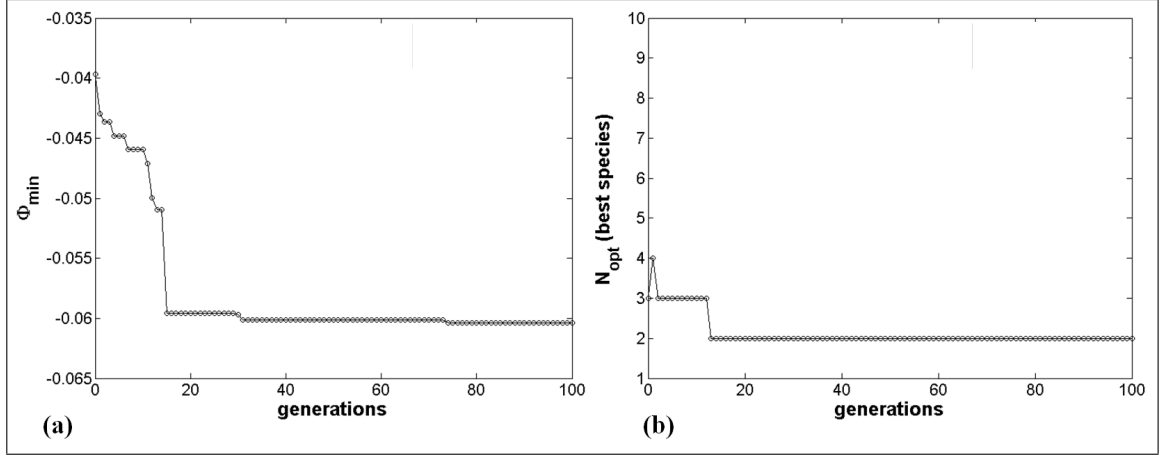 -0.035
-0.04
-0.045
-0.05
-0.055
-0.06
-0.065
Φmin
0 20 40 60 80 100
generations
(a)
10
9
8
7
6
5
4
3
2
1
Nopt (best species)
0 20 40 60 80 100
generations
(b)